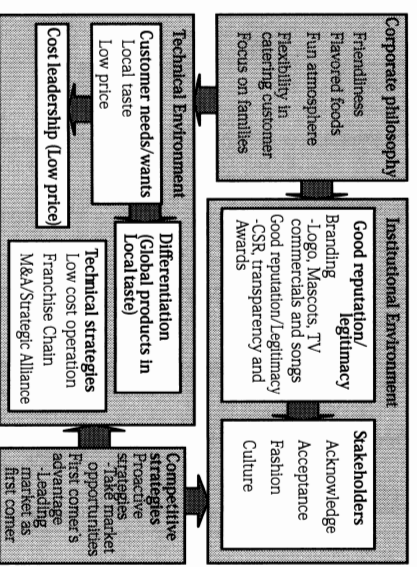 Corporate philosophy
Friendliness
Flavored foods
Fun atmosphere
Flexibility in
catering customer
Focus on families
Institutional Environment
Good reputation/
legitimacy
Branding
-Logo, Mascots, TV
commercials and songs
Good reputation/Legitimacy
-CSR, transparency and
Awards
Stakeholders
Acknowledge
Acceptance
Fashion
Culture
Technical Environment
Customer needs/wants
Local taste
Low price
Cost leadership (Low price)
Differentiation
(Global products in
Local taste)
Technical strategies
Low cost operation
Franchise Chain
M&A/Strategic Alliance
Competitive
strategies
Proactive
strategies
-Take market
opportunities
First comer's
advantage
-Leading
market as
first comer